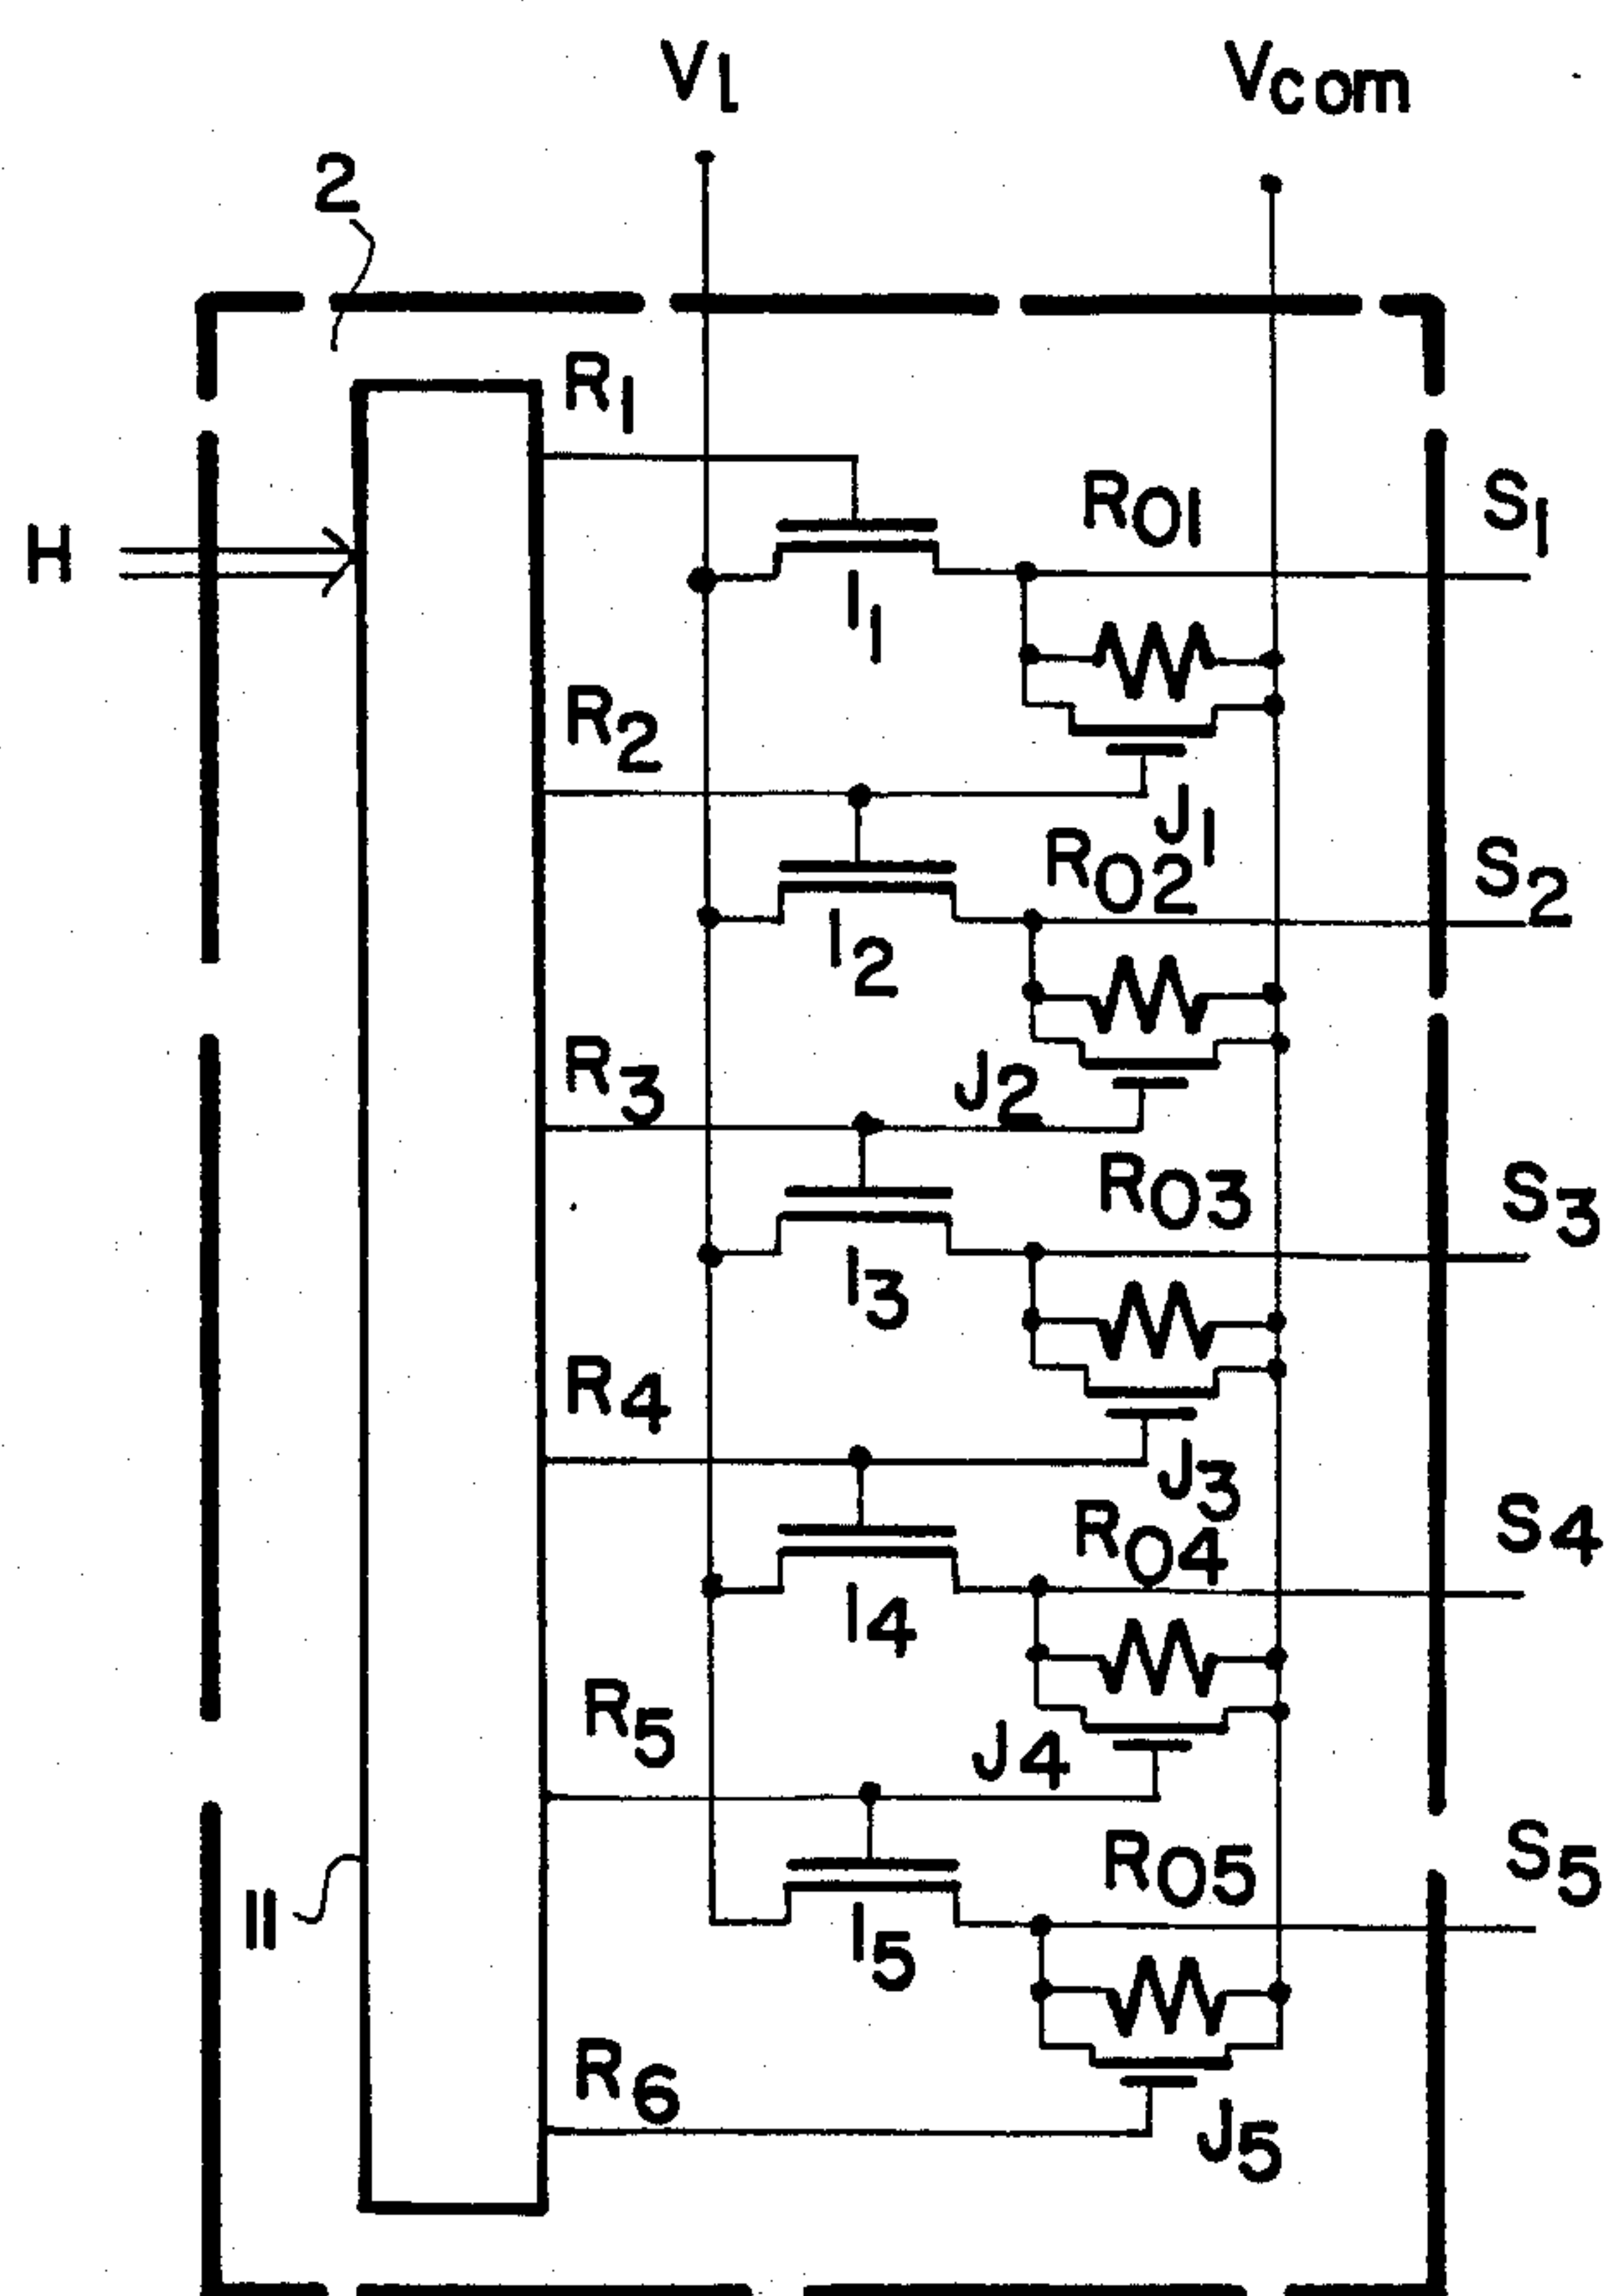 V1 Vcom
2
R1
R01 S1
H
I1
R2
J1
R02 S2
I2
R3 J2
R03 S3
I3
R4
J3
R04 S4
I4
R5 J4
R05 S5
11
I5
R6
J5